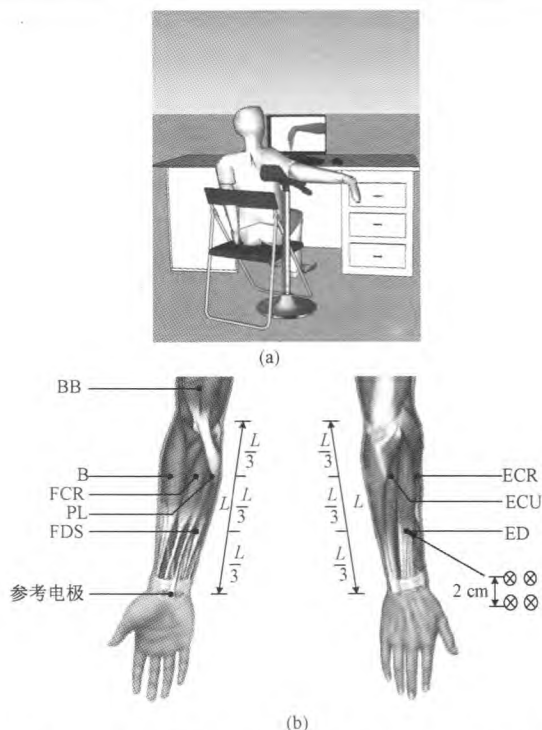 (a)
BB
B
FCR
PL
FDS
参考电极
L/3
L
L/3
L/3
L/3
L/3
L
L/3
ECR
ECU
ED
2 cm
(b)